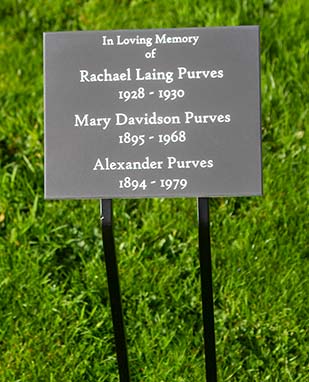 In Loving Memory
of
Rachael Laing Purves
1928 - 1930
Mary Davidson Purves
1895 - 1968
Alexander Purves
1894 - 1979